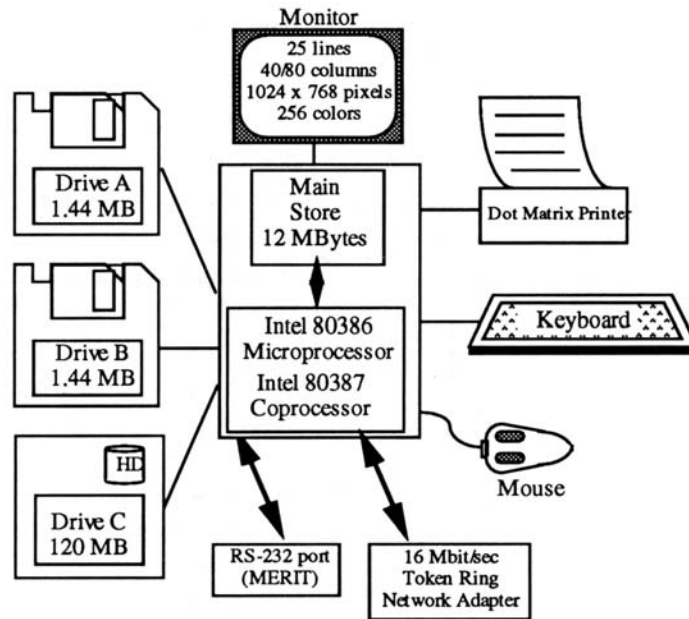 Monitor
25 lines
40/80 columns
1024 x 768 pixels
256 colors
Drive A
1.44 MB
Main
Store
12 MBytes
Dot Matrix Printer
Drive B
1.44 MB
Intel 80386
Microprocessor
Intel 80387
Coprocessor
Keyboard
HD
Drive C
120 MB
Mouse
RS-232 port
(MERIT)
16 Mbit/sec
Token Ring
Network Adapter